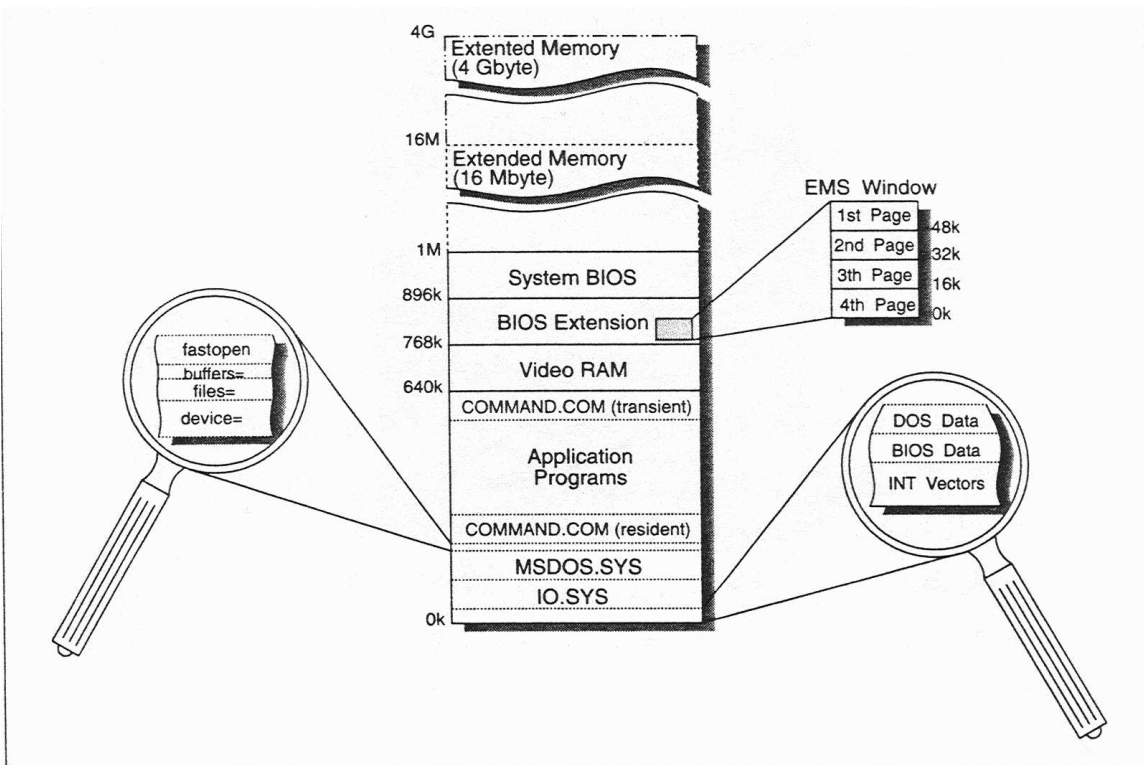 4G
Extented Memory
(4 Gbyte)
16M
Extended Memory
(16 Mbyte)
1M
System BIOS
896k
BIOS Extension
768k
Video RAM
640k
COMMAND.COM (transient)
Application
Programs
COMMAND.COM (resident)
MSDOS.SYS
IO.SYS
0k
EMS Window
1st Page
48k
2nd Page
32k
3th Page
16k
4th Page
0k
fastopen
buffers=
files=
device=
DOS Data
BIOS Data
INT Vectors